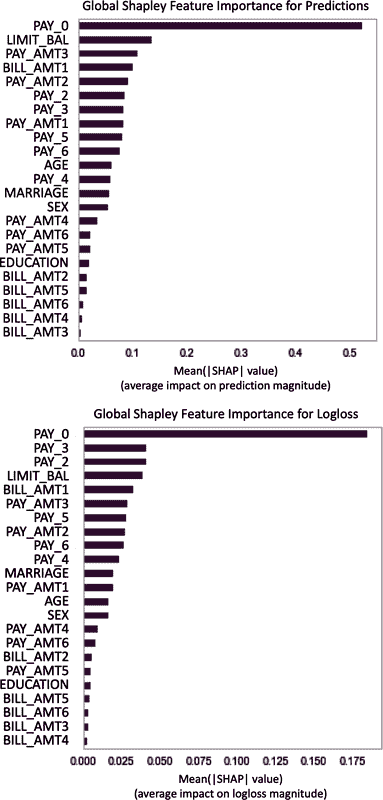 Global Shapley Feature Importance for Predictions
PAY_0
LIMIT_BAL
PAY_AMT3
BILL_AMT1
PAY_AMT2
PAY_2
PAY_3
PAY_AMT1
PAY_5
PAY_6
AGE
PAY_4
MARRIAGE
SEX
PAY_AMT4
PAY_AMT6
PAY_AMT5
EDUCATION
BILL_AMT2
BILL_AMT5
BILL_AMT6
BILL_AMT4
BILL_AMT3
0.0 0.1 0.2 0.3 0.4 0.5
Mean(|SHAP| value)
(average impact on prediction magnitude)
Global Shapley Feature Importance for Logloss
PAY_0
PAY_3
PAY_2
LIMIT_BAL
BILL_AMT1
PAY_AMT3
PAY_5
PAY_AMT2
PAY_6
PAY_4
MARRIAGE
PAY_AMT1
AGE
SEX
PAY_AMT4
PAY_AMT6
BILL_AMT2
PAY_AMT5
EDUCATION
BILL_AMT5
BILL_AMT6
BILL_AMT3
BILL_AMT4
0.000 0.025 0.050 0.075 0.100 0.125 0.150 0.175
Mean(|SHAP| value)
(average impact on logloss magnitude)